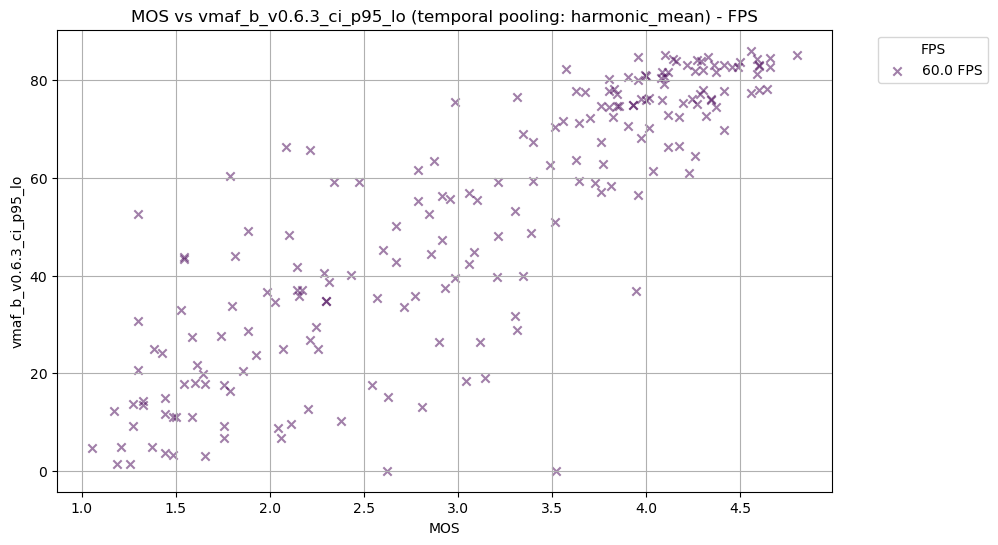 MOS vs vmaf_b_v0.6.3_ci_p95_lo (temporal pooling: harmonic_mean) - FPS
FPS
60.0 FPS
vmaf_b_v0.6.3_ci_p95_lo
80
60
40
20
0
1.0 1.5 2.0 2.5 3.0 3.5 4.0 4.5
MOS